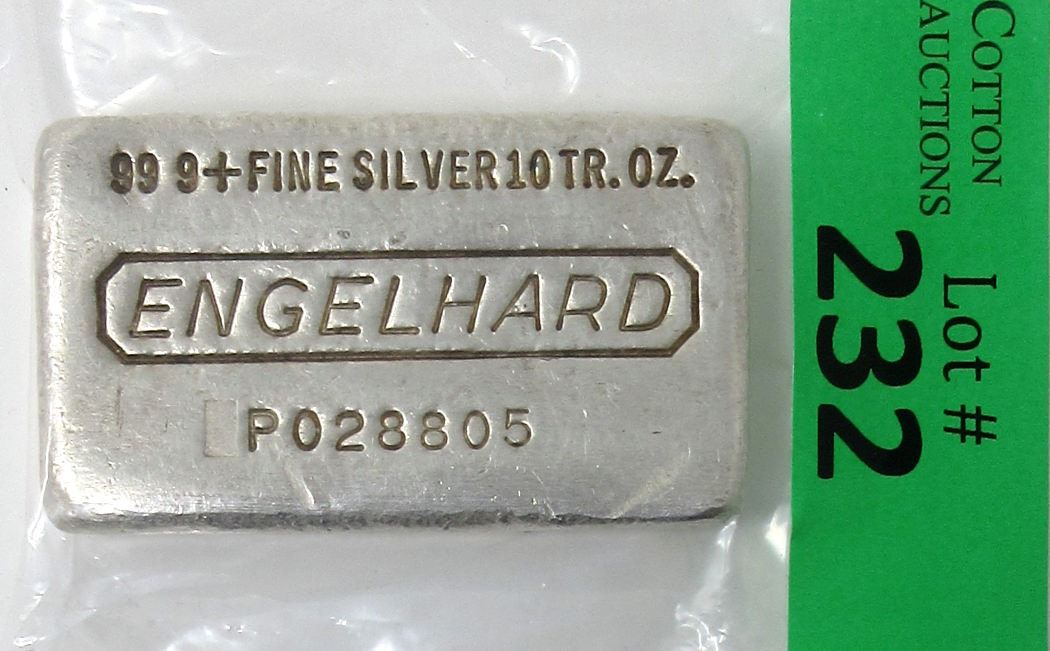 99 9+FINE SILVER 10 TR. OZ.
ENGELHARD
P028805
COTTON
AUCTIONS
Lot #
232